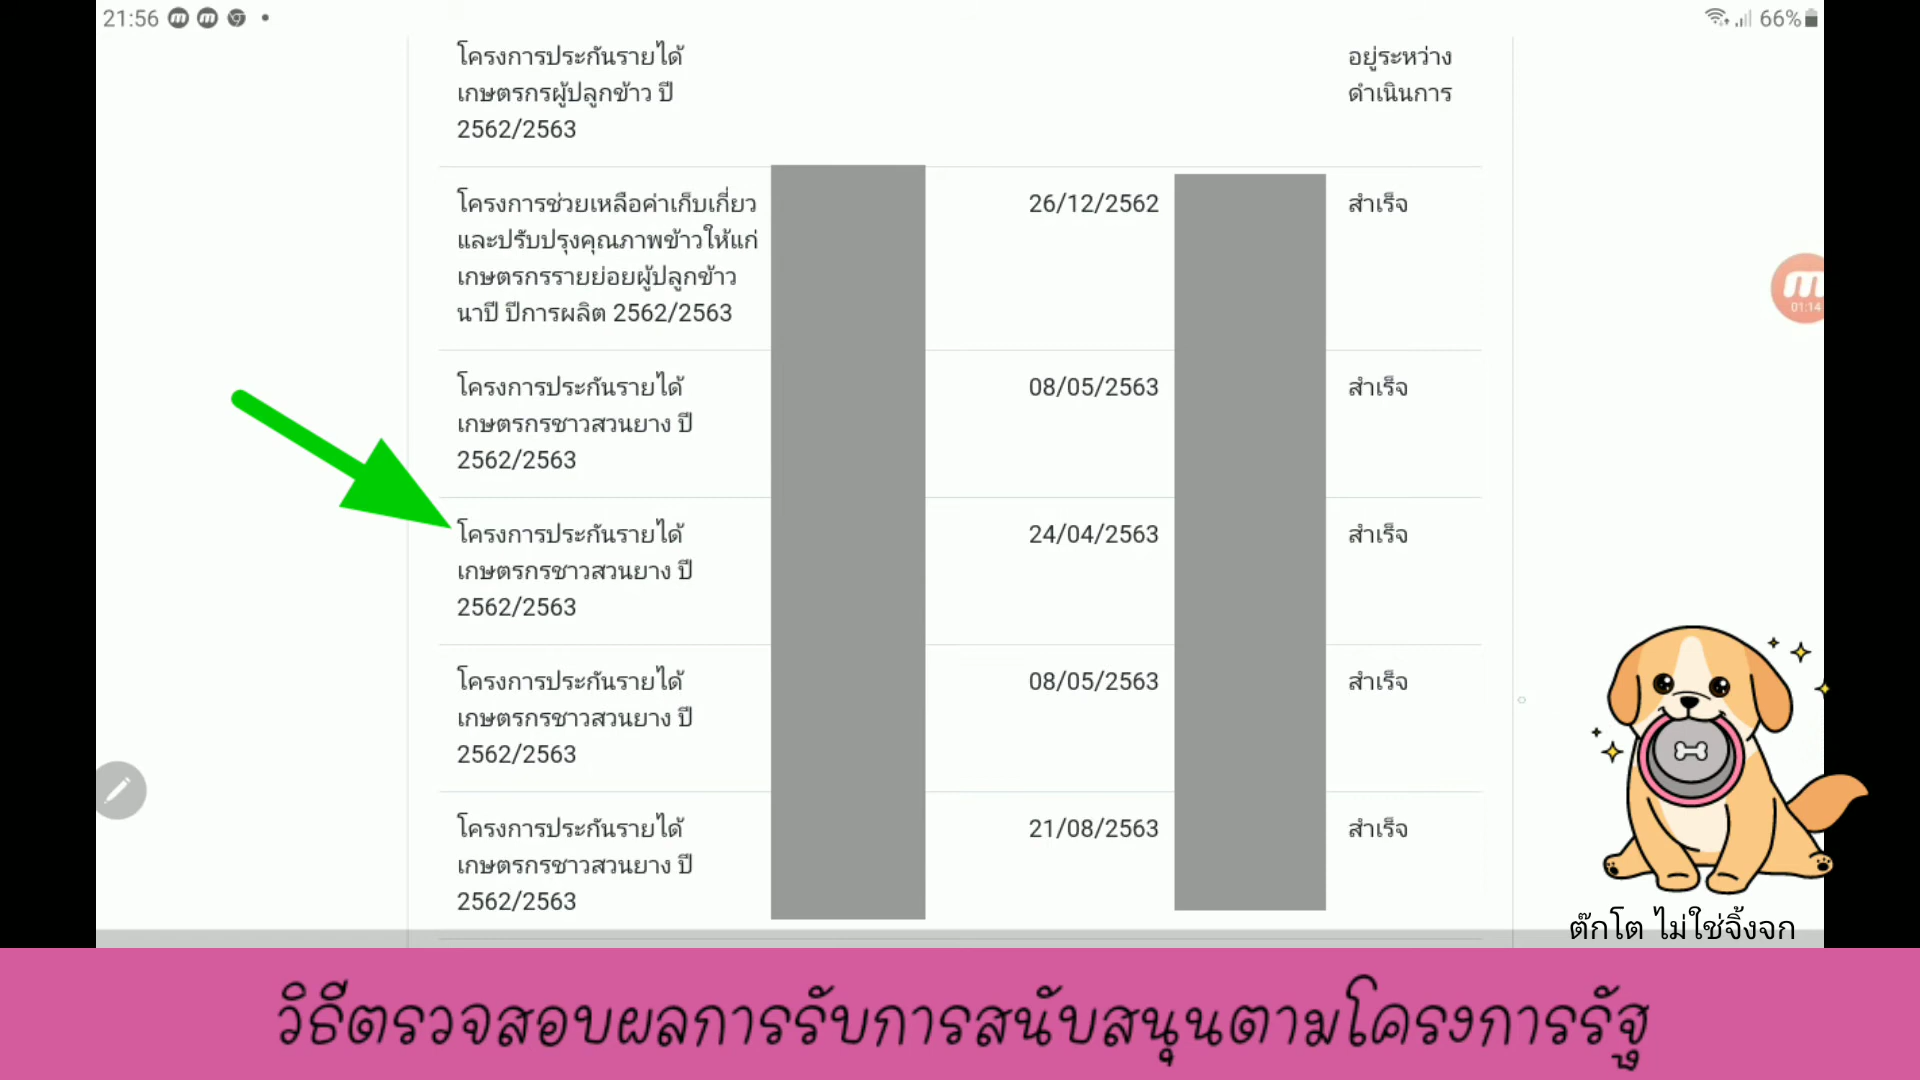 21:56
66%
โครงการประกันรายได้
เกษตรกรผู้ปลูกข้าว ปี
2562/2563
อยู่ระหว่าง
ดำเนินการ
โครงการช่วยเหลือค่าเก็บเกี่ยว
และปรับปรุงคุณภาพข้าวให้แก่
เกษตรกรรายย่อยผู้ปลูกข้าว
นาปี ปีการผลิต 2562/2563
26/12/2562
สำเร็จ
โครงการประกันรายได้
เกษตรกรชาวสวนยาง ปี
2562/2563
08/05/2563
สำเร็จ
01:14
โครงการประกันรายได้
เกษตรกรชาวสวนยาง ปี
2562/2563
24/04/2563
สำเร็จ
โครงการประกันรายได้
เกษตรกรชาวสวนยาง ปี
2562/2563
08/05/2563
สำเร็จ
โครงการประกันรายได้
เกษตรกรชาวสวนยาง ปี
2562/2563
21/08/2563
สำเร็จ
ต๊กโต ไม่ใช่จิ้งจก
วิธีตรวจสอบผลการรับการสนับสนุนตามโครงการรัฐ